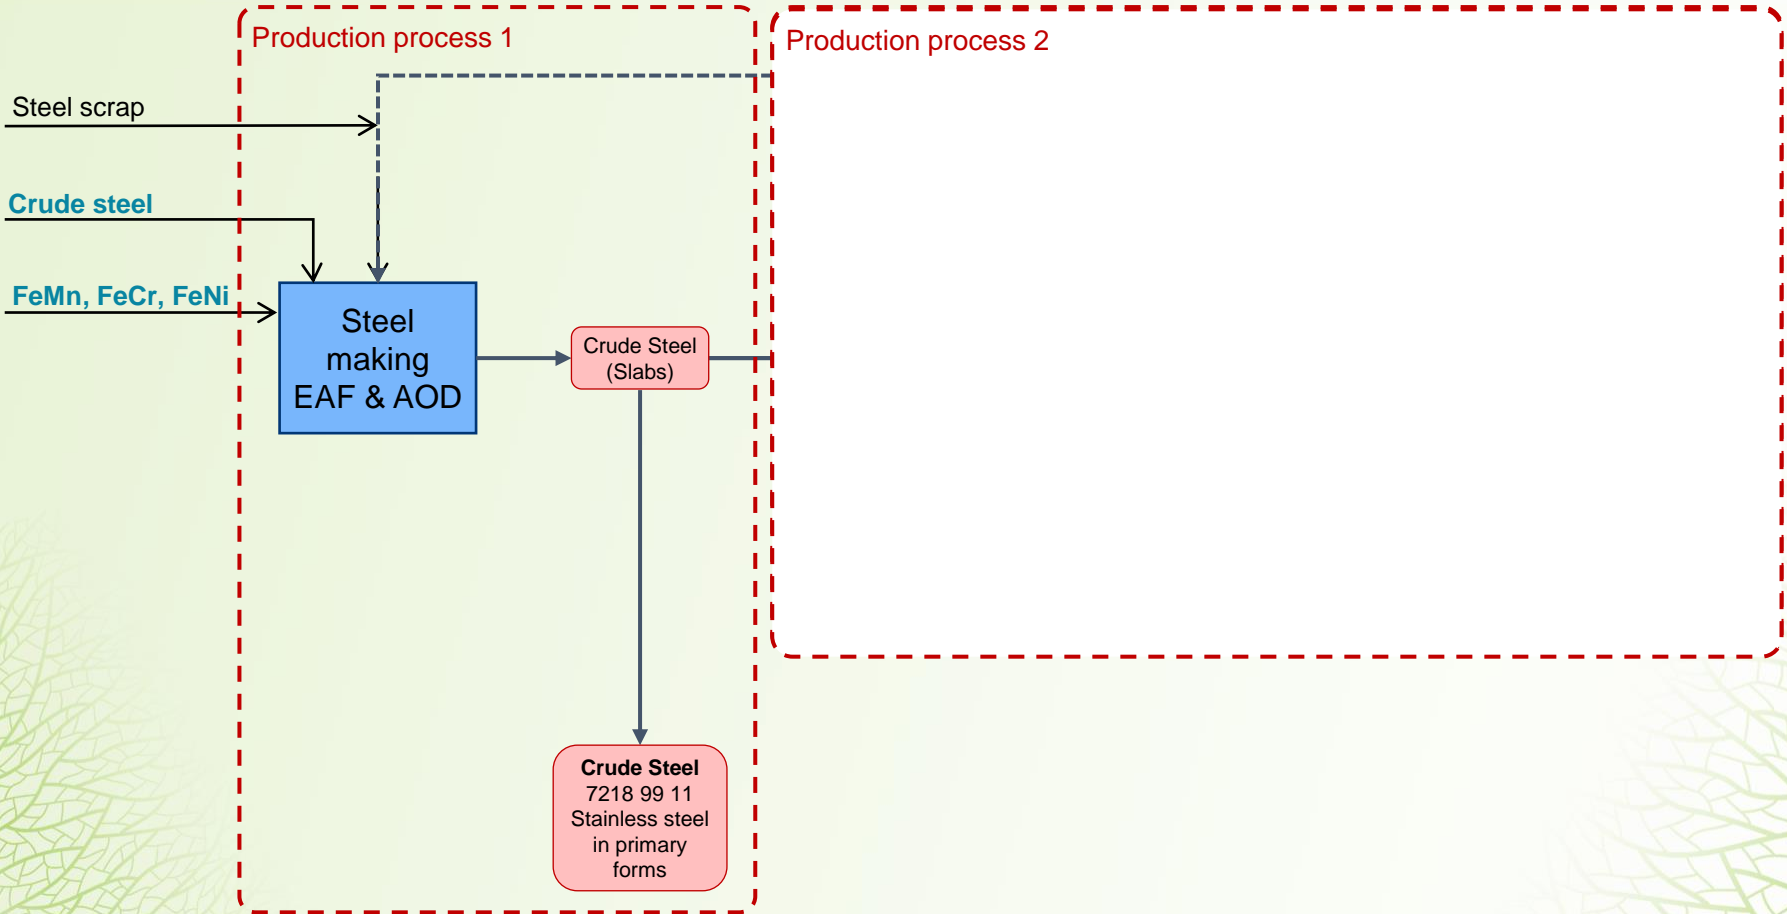 Production process 1
Production process 2
Steel scrap
Crude steel
FeMn, FeCr, FeNi
Steel
making
EAF & AOD
Crude Steel
(Slabs)
Crude Steel
7218 99 11
Stainless steel
in primary
forms